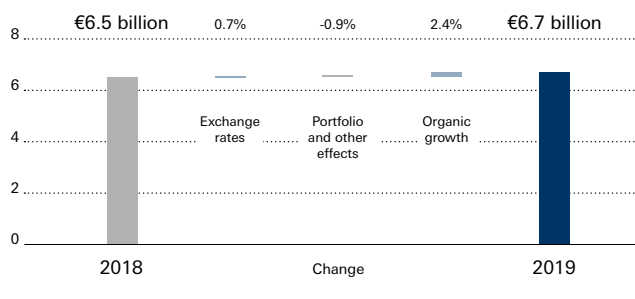 €6.5 billion 0.7% -0.9% 2.4% €6.7 billion
8
6
Exchange
rates
Portfolio
and other
effects
Organic
growth
4
2
0
2018 Change 2019